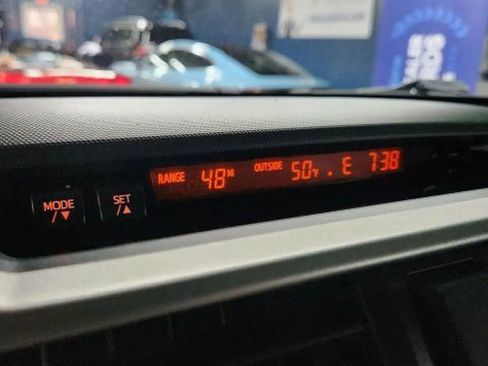 MODE
/▼
SET
/▲
RANGE 48 MI OUTSIDE 50°F. E 7:38